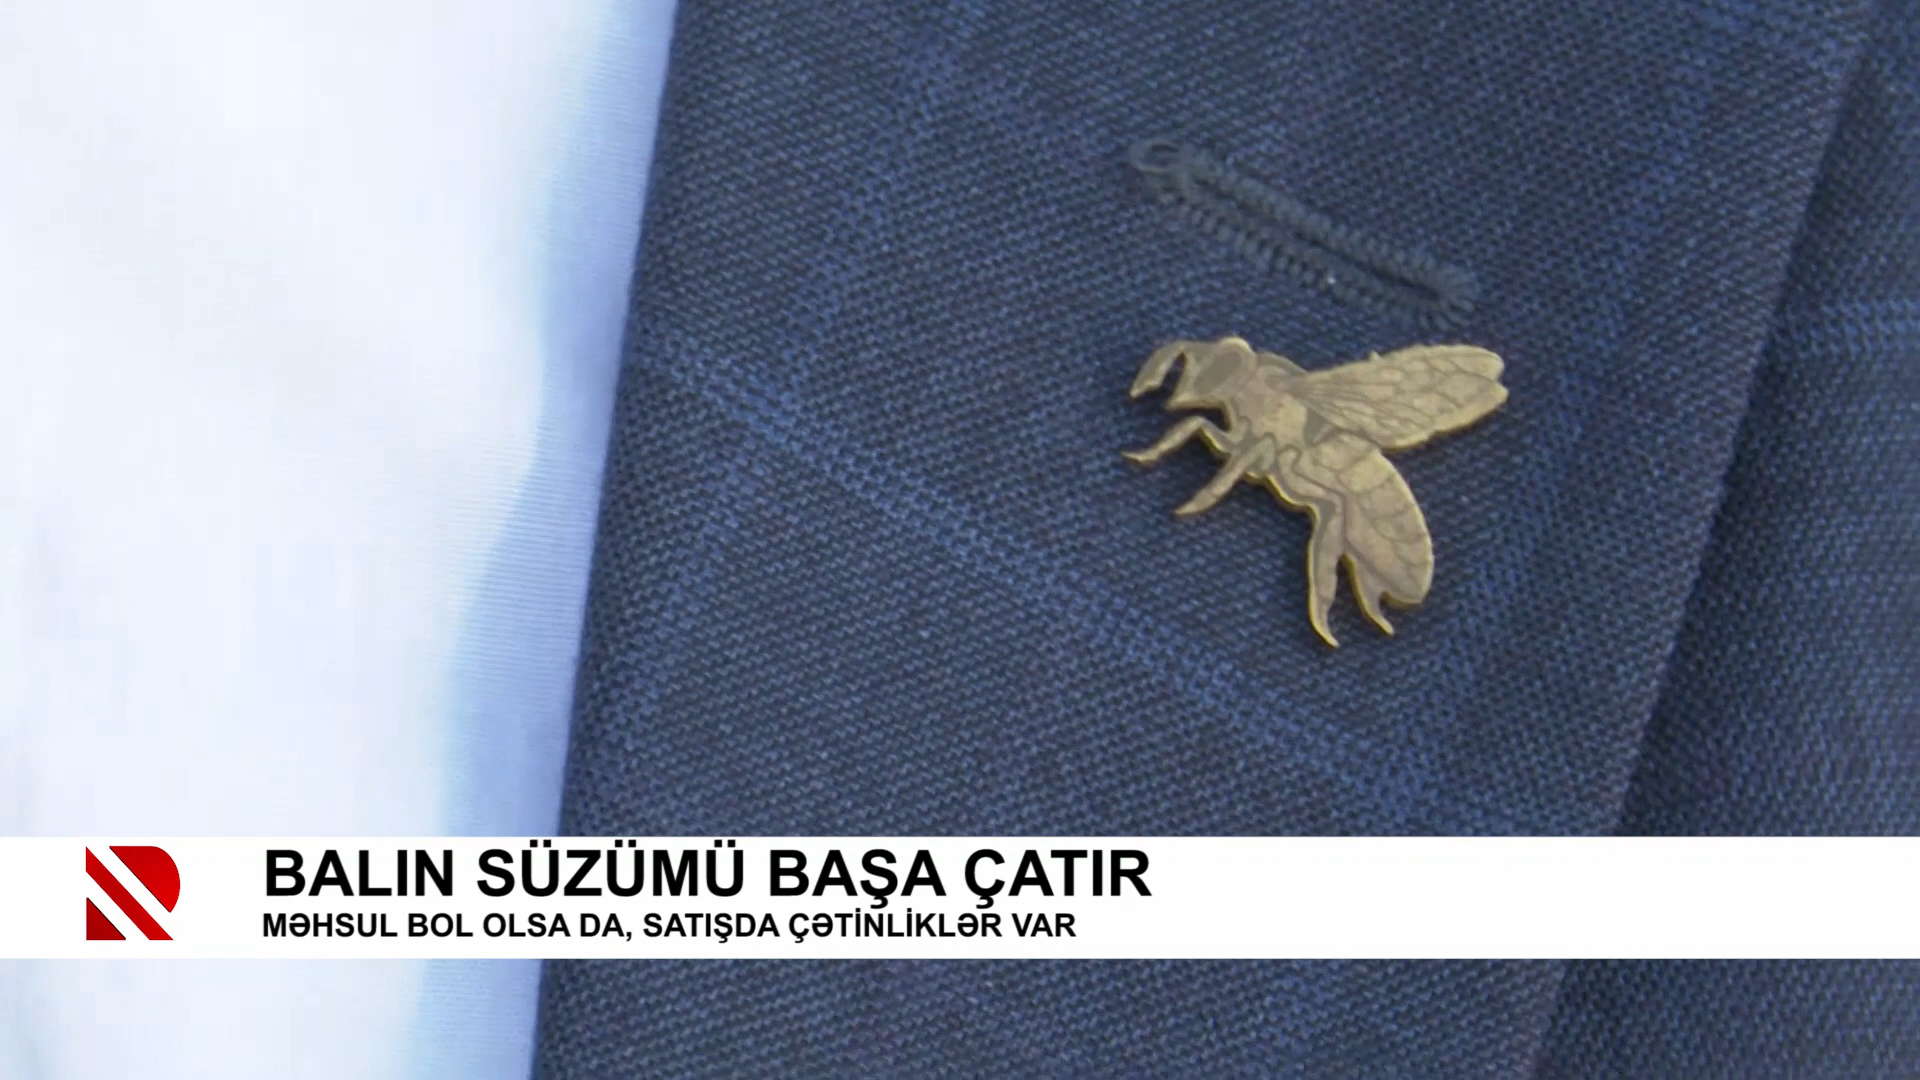 BALIN SÜZÜMÜ BAŞA ÇATIR
MƏHSUL BOL OLSA DA, SATIŞDA ÇƏTİNLİKLƏR VAR